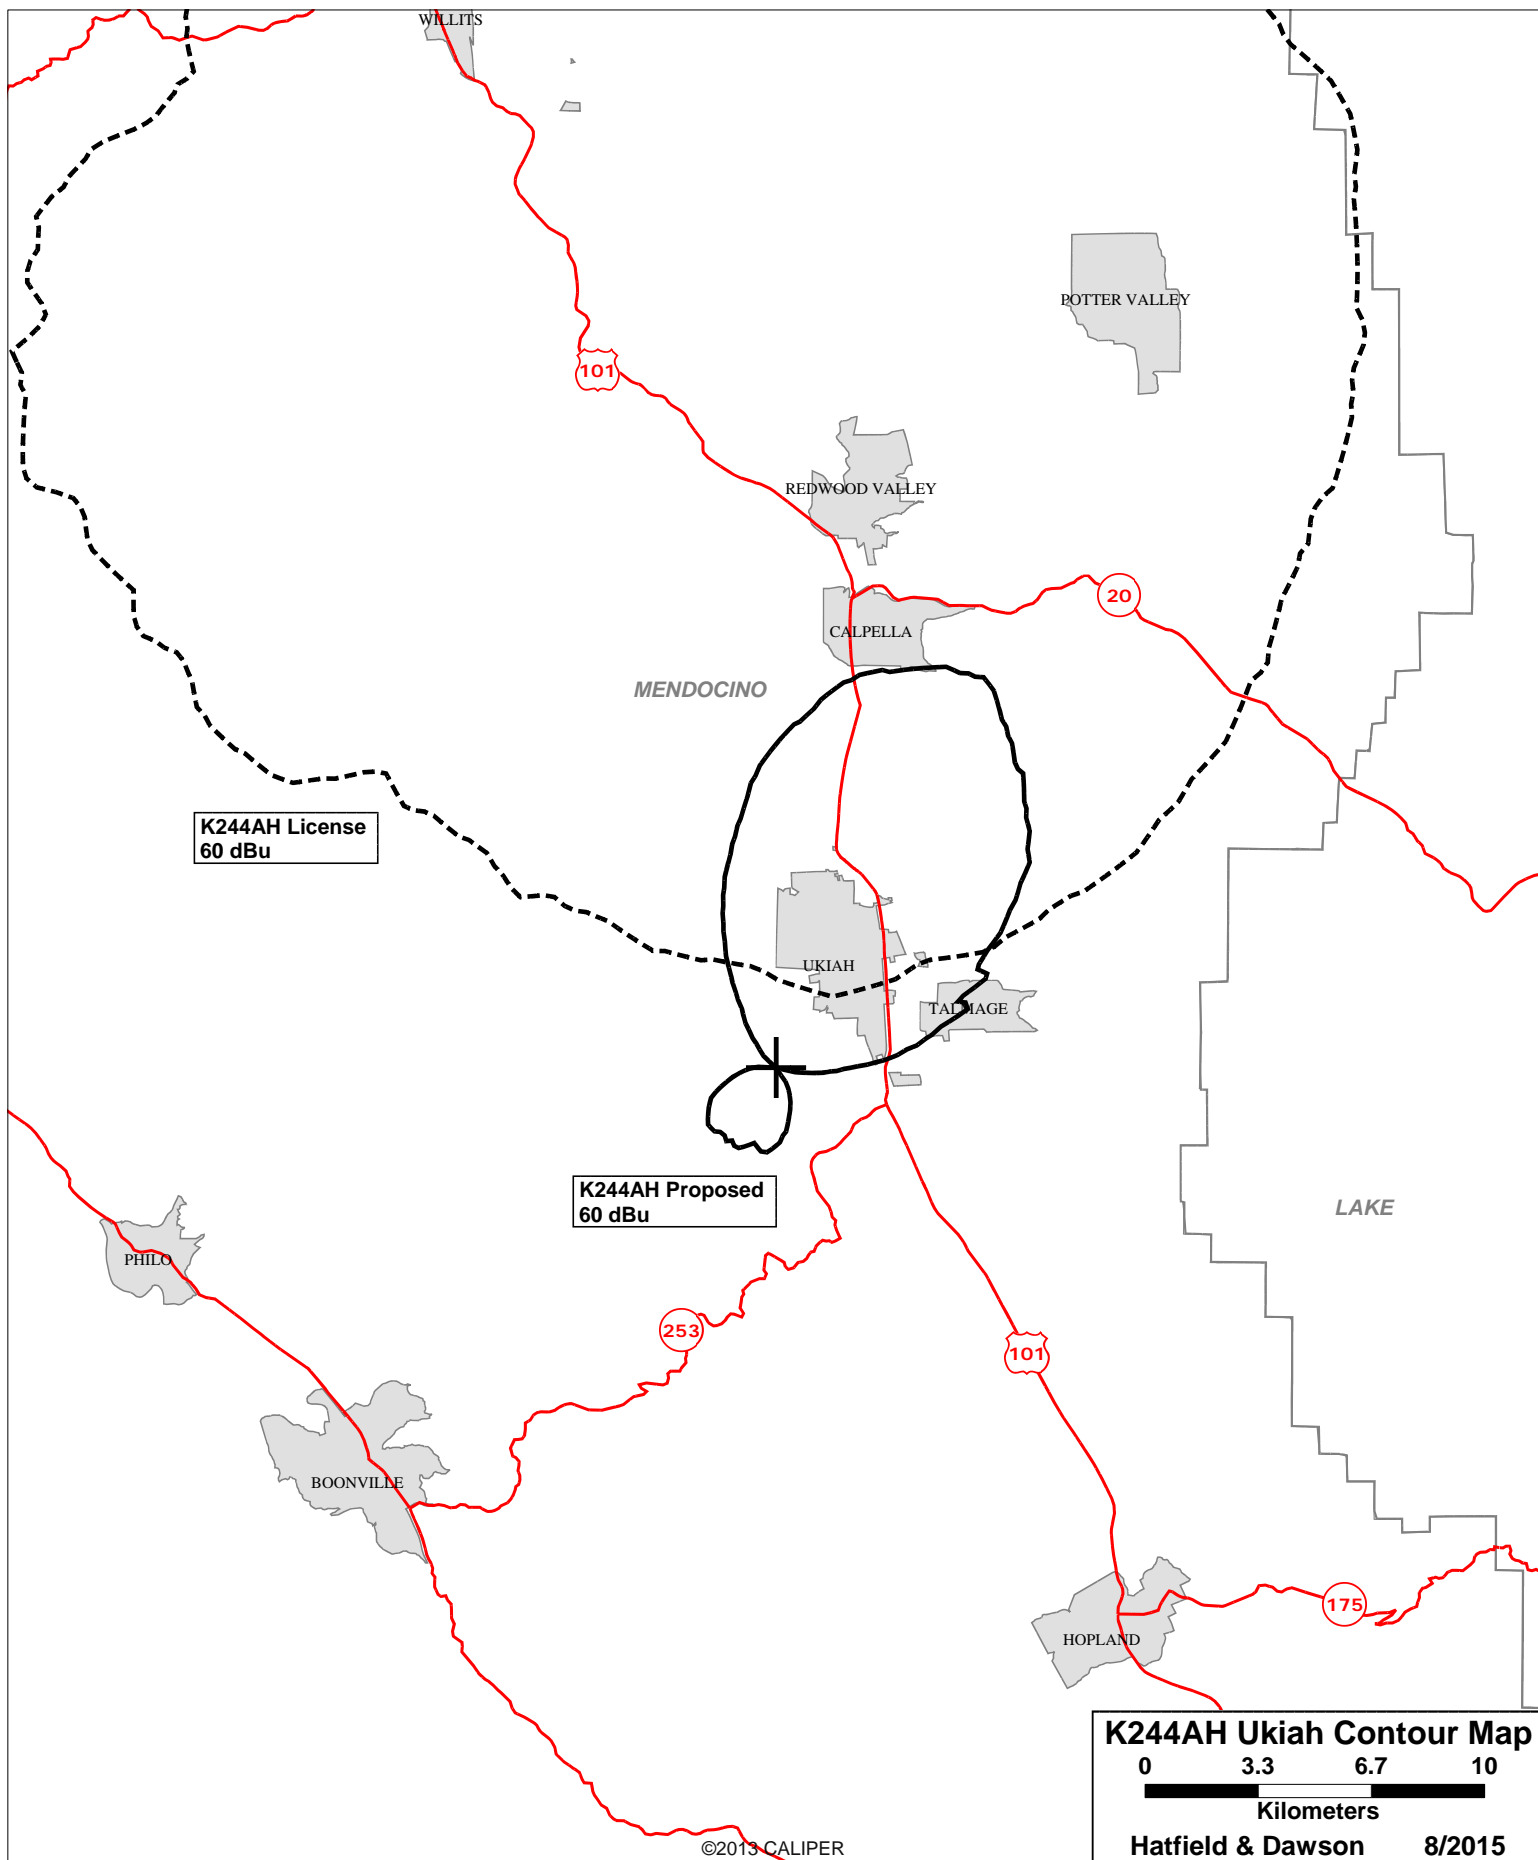 WILLITS
POTTER VALLEY
101
REDWOOD VALLEY
20
CALPELLA
MENDOCINO
K244AH License
60 dBu
UKIAH
TALMAGE
K244AH Proposed
60 dBu
LAKE
PHILO
253
101
BOONVILLE
175
HOPLAND
K244AH Ukiah Contour Map
0 3.3 6.7 10
Kilometers
Hatfield & Dawson 8/2015
©2013 CALIPER